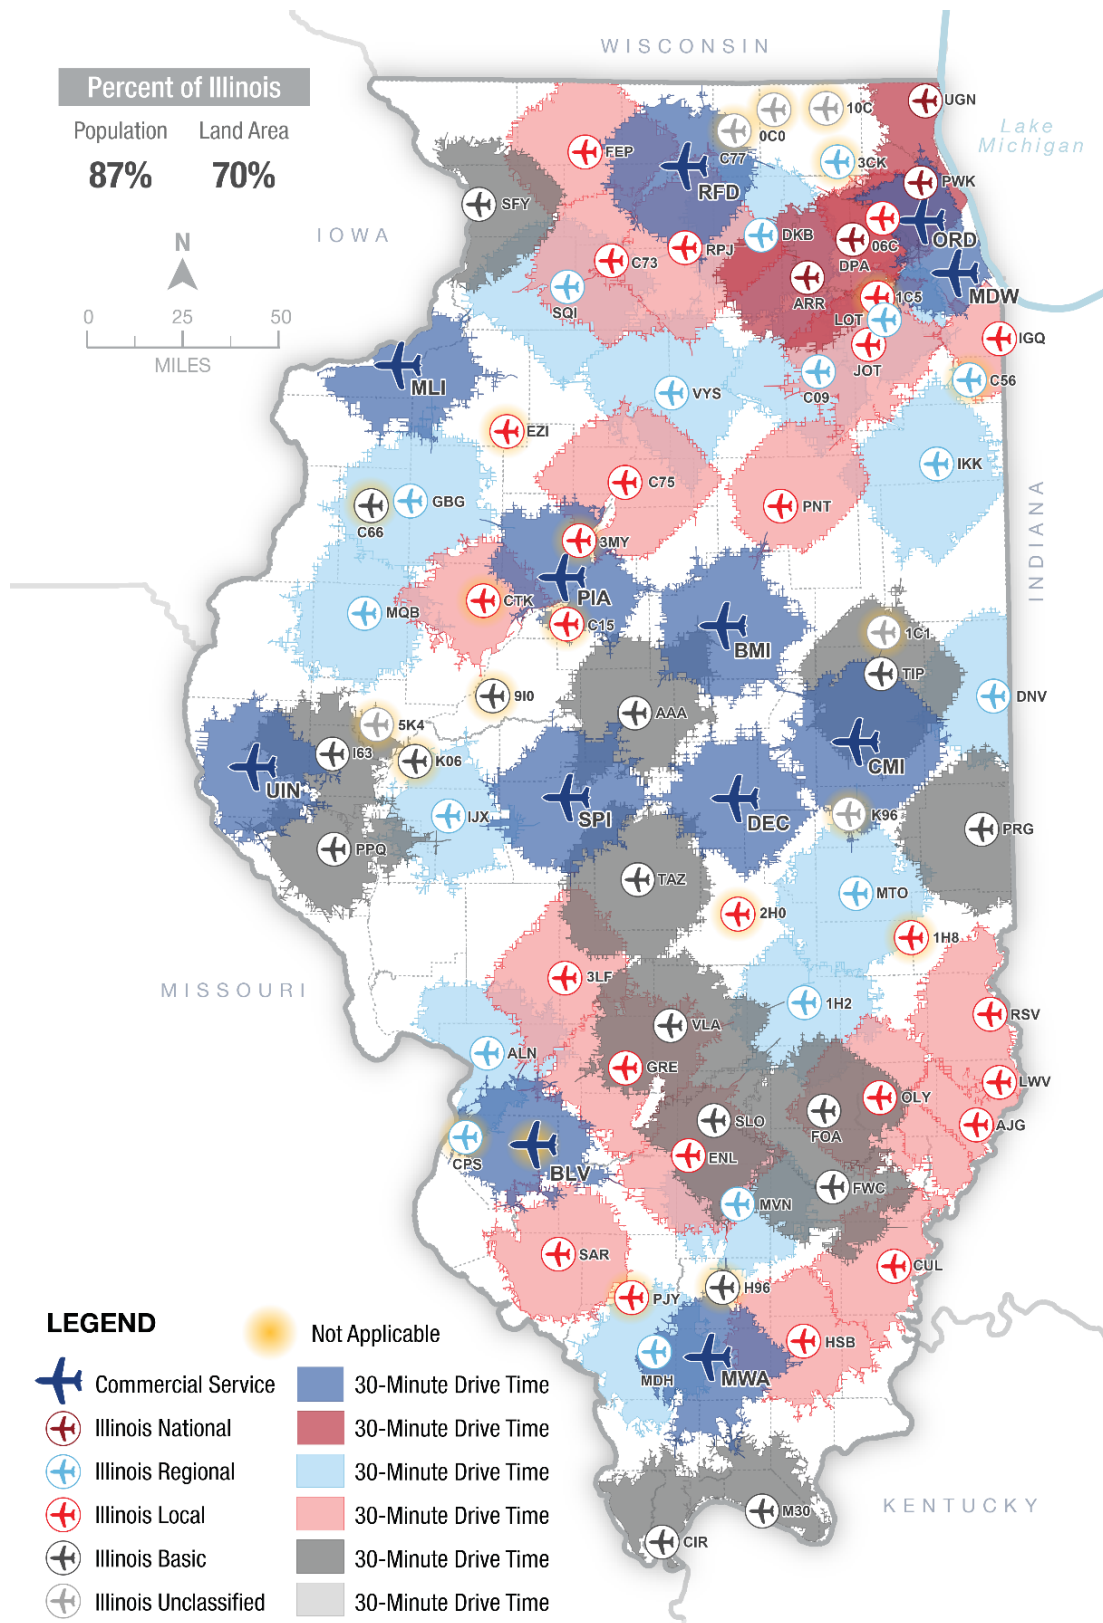 WISCONSIN
Percent of Illinois
Population Land Area
87% 70%
Lake
Michigan
IOWA
N
0 25 50
MILES
UGN
10C
0C0
C77
3CK
FEP
RFD
PWK
SFY
06C
ORD
DKB
DPA
RPJ
C73
ARR
MDW
1C5
SQI
LOT
IGQ
JOT
MLI
C09
C56
VYS
EZI
IKK
C75
GBG
PNT
C66
3MY
INDIANA
PIA
CTK
MQB
C15
BMI
1C1
TIP
9I0
DNV
AAA
5K4
I63
K06
CMI
UIN
IJX
SPI
DEC
K96
PRG
PPQ
TAZ
MTO
2H0
1H8
3LF
MISSOURI
1H2
RSV
VLA
ALN
GRE
LWV
OLY
SLO
FOA
AJG
CPS
BLV
ENL
FWC
MVN
SAR
CUL
H96
PJY
HSB
MDH
MWA
M30
KENTUCKY
CIR
LEGEND
Not Applicable
Commercial Service 30-Minute Drive Time
Illinois National 30-Minute Drive Time
Illinois Regional 30-Minute Drive Time
Illinois Local 30-Minute Drive Time
Illinois Basic 30-Minute Drive Time
Illinois Unclassified 30-Minute Drive Time